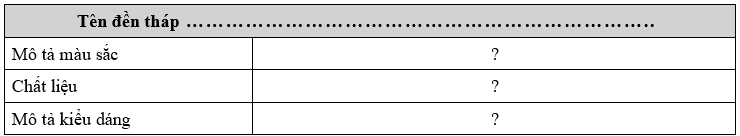 Tên đền tháp ………………………………………………………………………..
Mô tả màu sắc ?
Chất liệu ?
Mô tả kiểu dáng ?